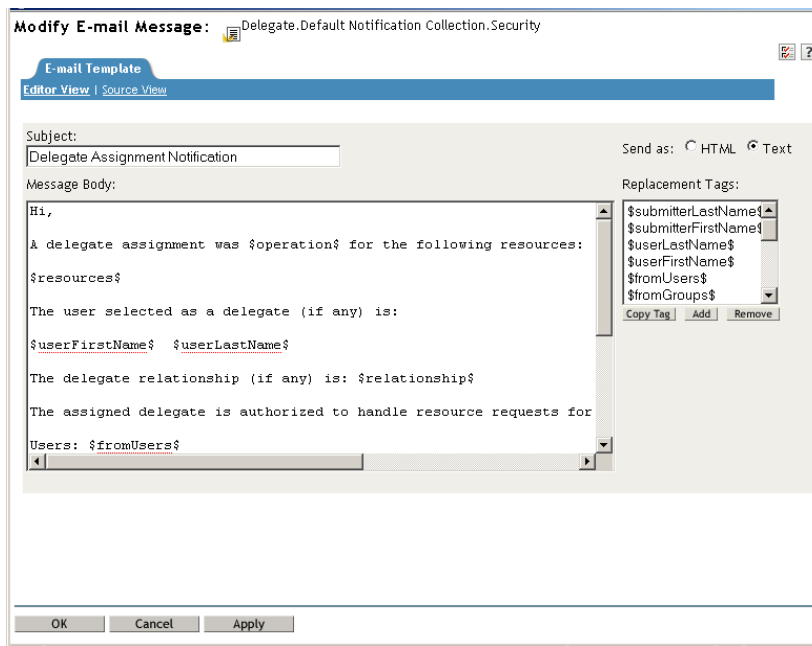 Modify E-mail Message: Delegate.Default Notification Collection.Security
?
E-mail Template
Editor View | Source View
Subject:
Delegate Assignment Notification
Send as: HTML Text
Message Body:
Replacement Tags:
Hi,
A delegate assignment was $operation$ for the following resources:
$resources$
The user selected as a delegate (if any) is:
$userFirstName$ $userLastName$
The delegate relationship (if any) is: $relationship$
The assigned delegate is authorized to handle resource requests for
Users: $fromUsers$
$submitterLastName$
$submitterFirstName$
$userLastName$
$userFirstName$
$fromUsers$
$fromGroups$
Copy Tag Add Remove
OK Cancel Apply